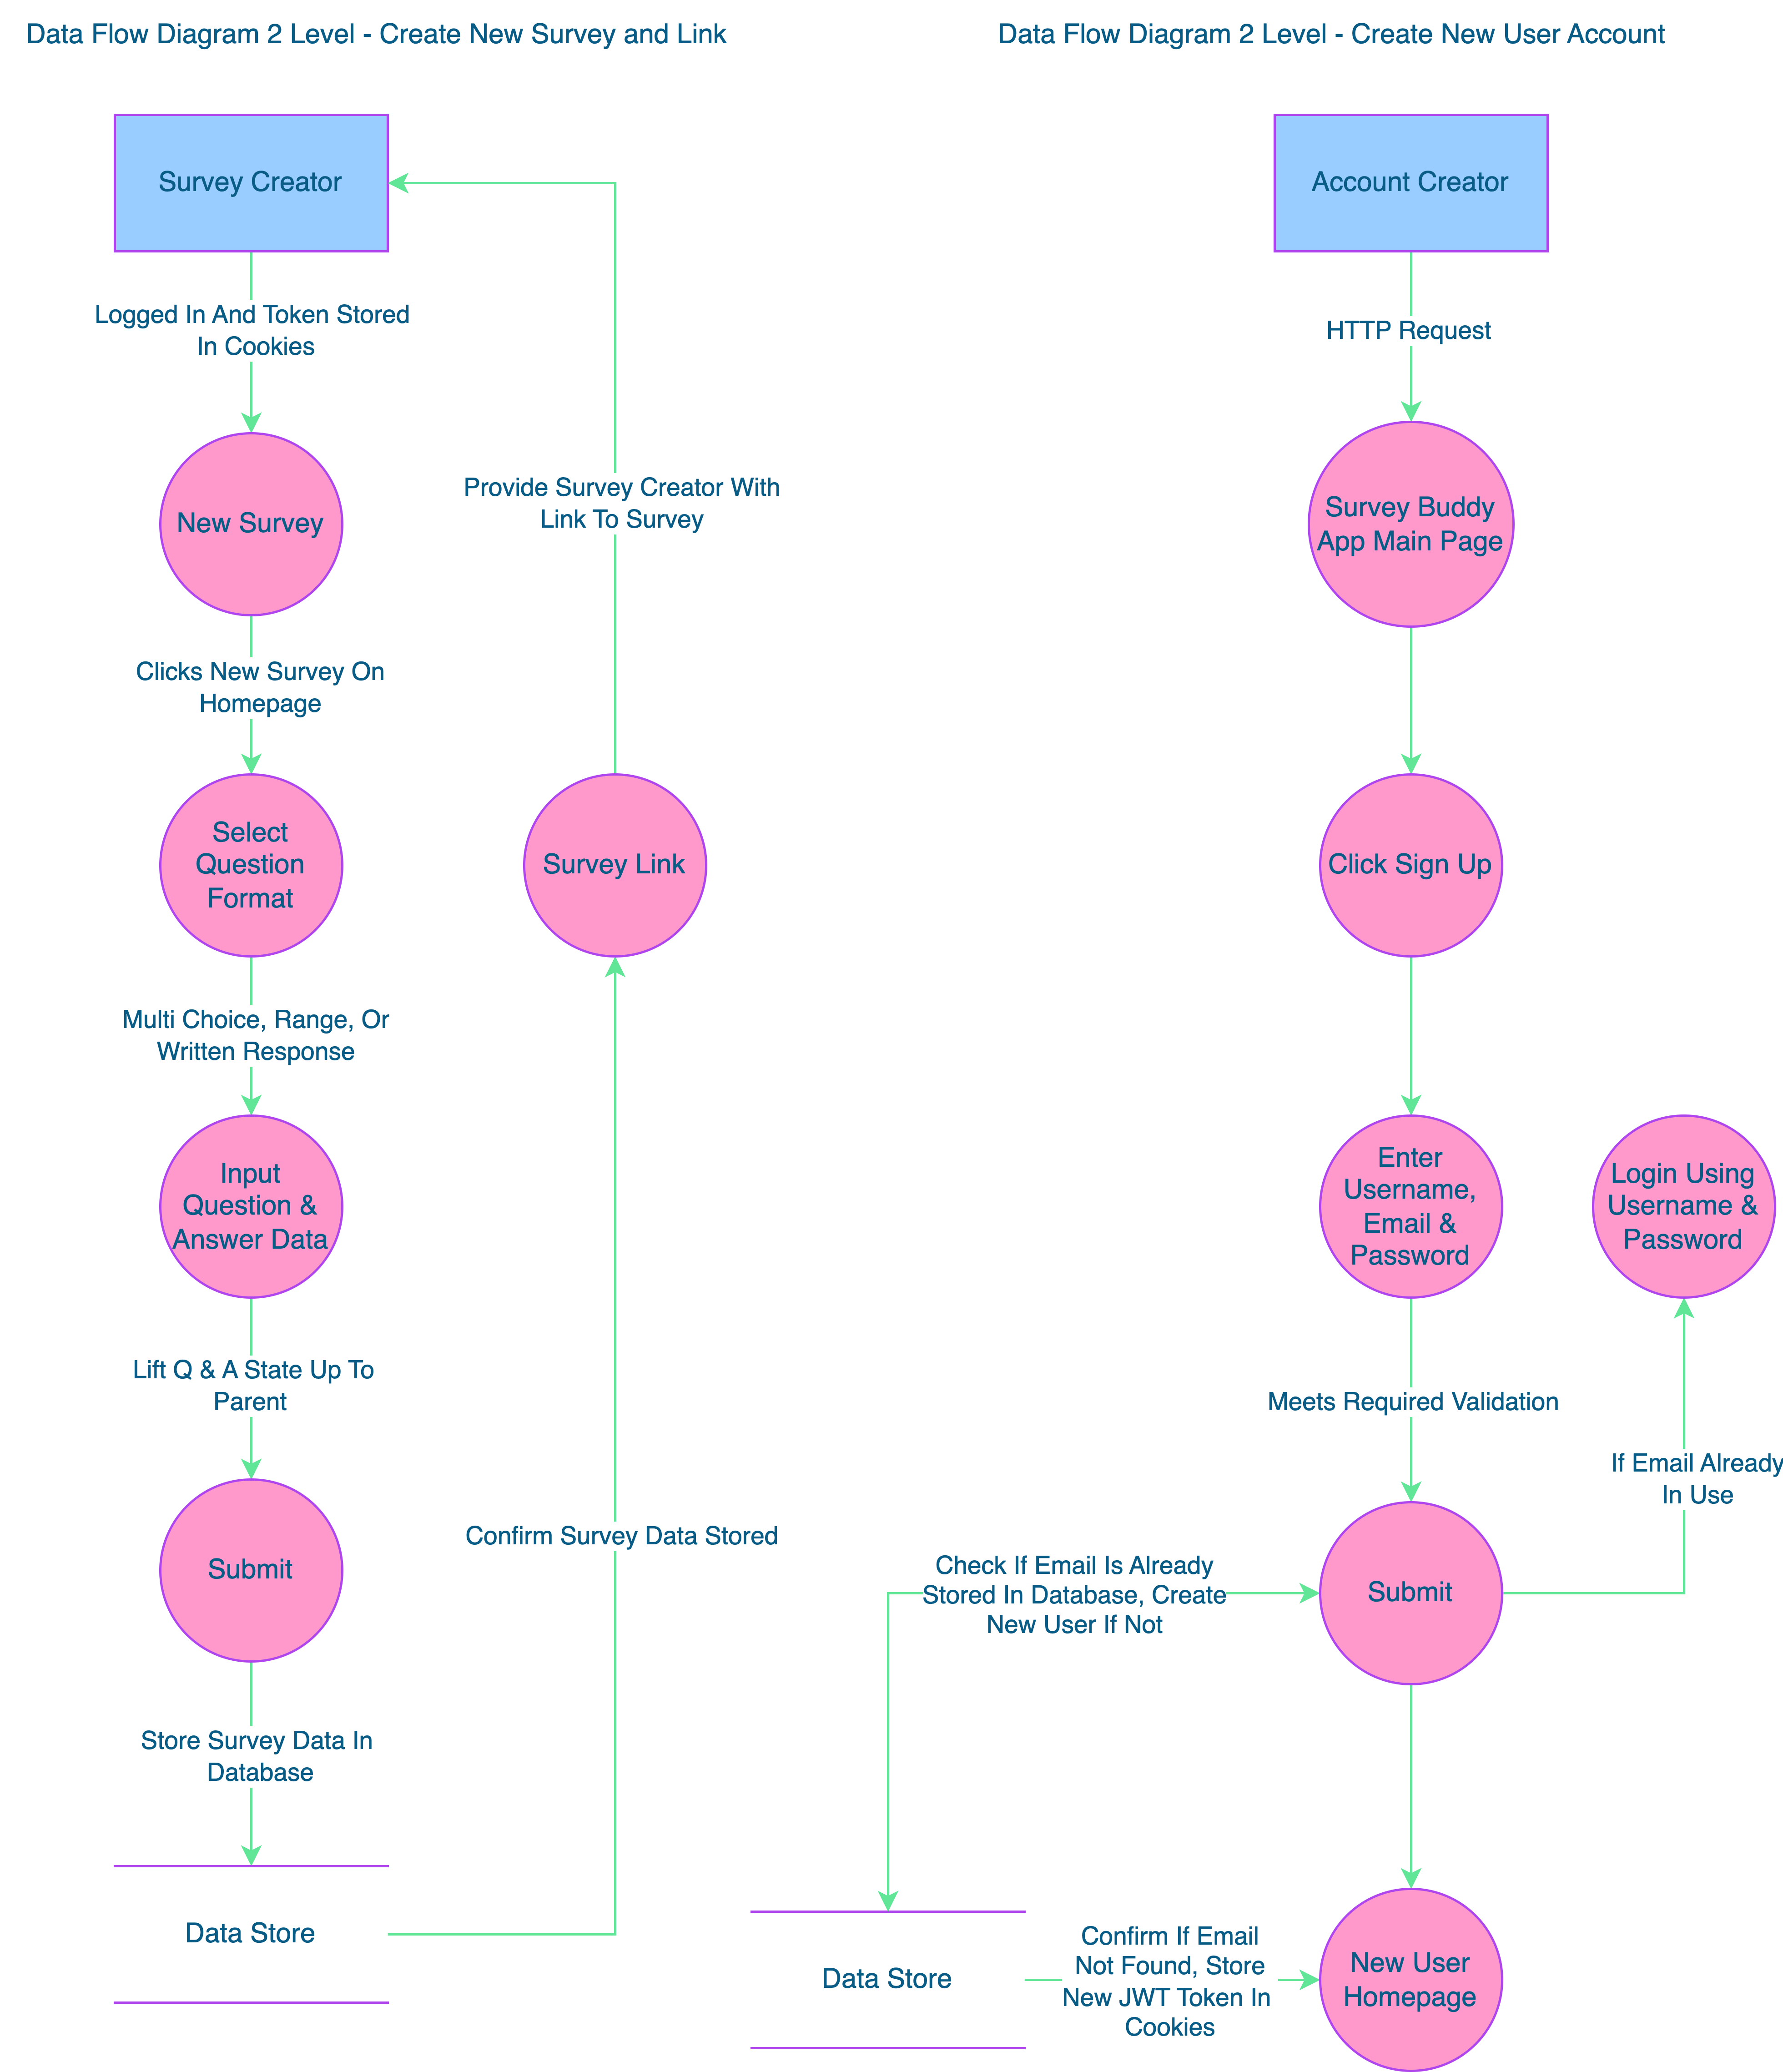 Data Flow Diagram 2 Level - Create New Survey and Link
Survey Creator
Logged In And Token Stored
In Cookies
New Survey
Clicks New Survey On
Homepage
Select
Question
Format
Multi Choice, Range, Or
Written Response
Input
Question &
Answer Data
Lift Q & A State Up To
Parent
Submit
Store Survey Data In
Database
Data Store
Confirm Survey Data Stored
Survey Link
Provide Survey Creator With
Link To Survey
Data Flow Diagram 2 Level - Create New User Account
Account Creator
HTTP Request
Survey Buddy
App Main Page
Click Sign Up
Enter
Username,
Email &
Password
Meets Required Validation
Submit
If Email Already
In Use
Login Using
Username &
Password
Check If Email Is Already
Stored In Database, Create
New User If Not
Data Store
Confirm If Email
Not Found, Store
New JWT Token In
Cookies
New User
Homepage